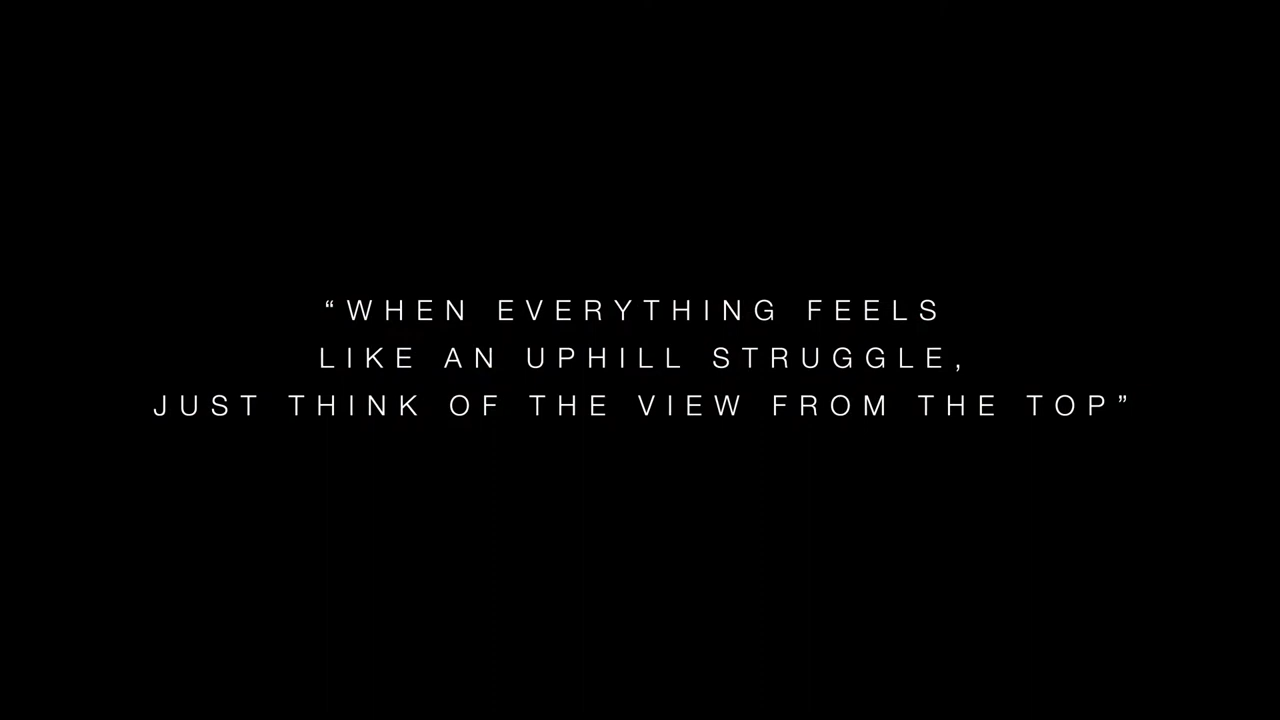 “WHEN EVERYTHING FEELS
LIKE AN UPHILL STRUGGLE,
JUST THINK OF THE VIEW FROM THE TOP”